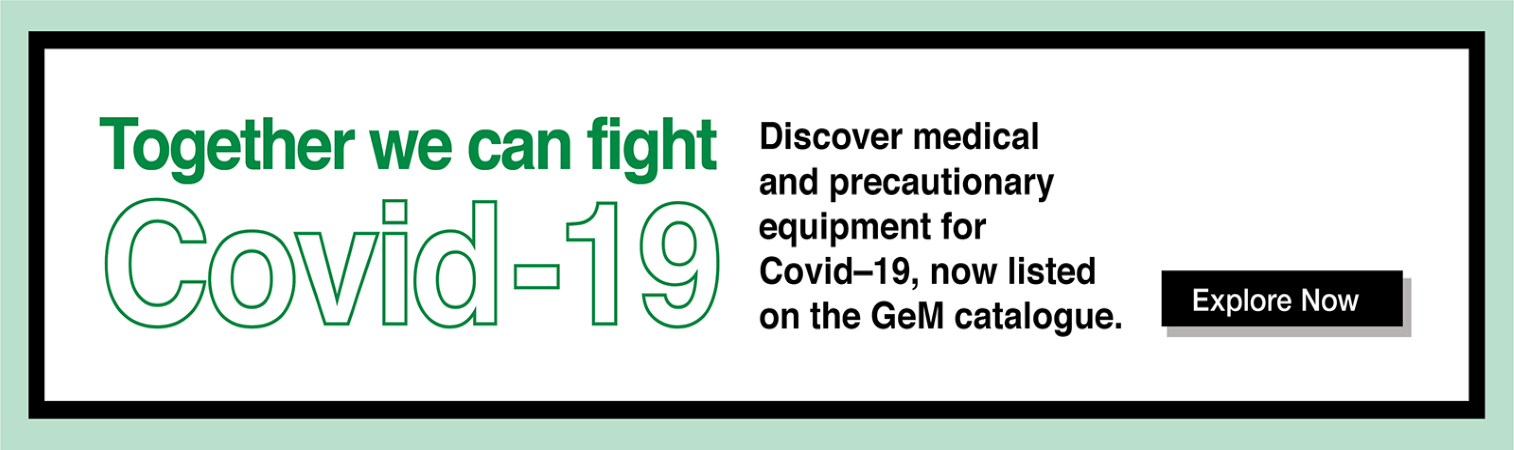 Together we can fight
Covid-19
Discover medical
and precautionary
equipment for
Covid–19, now listed
on the GeM catalogue.
Explore Now